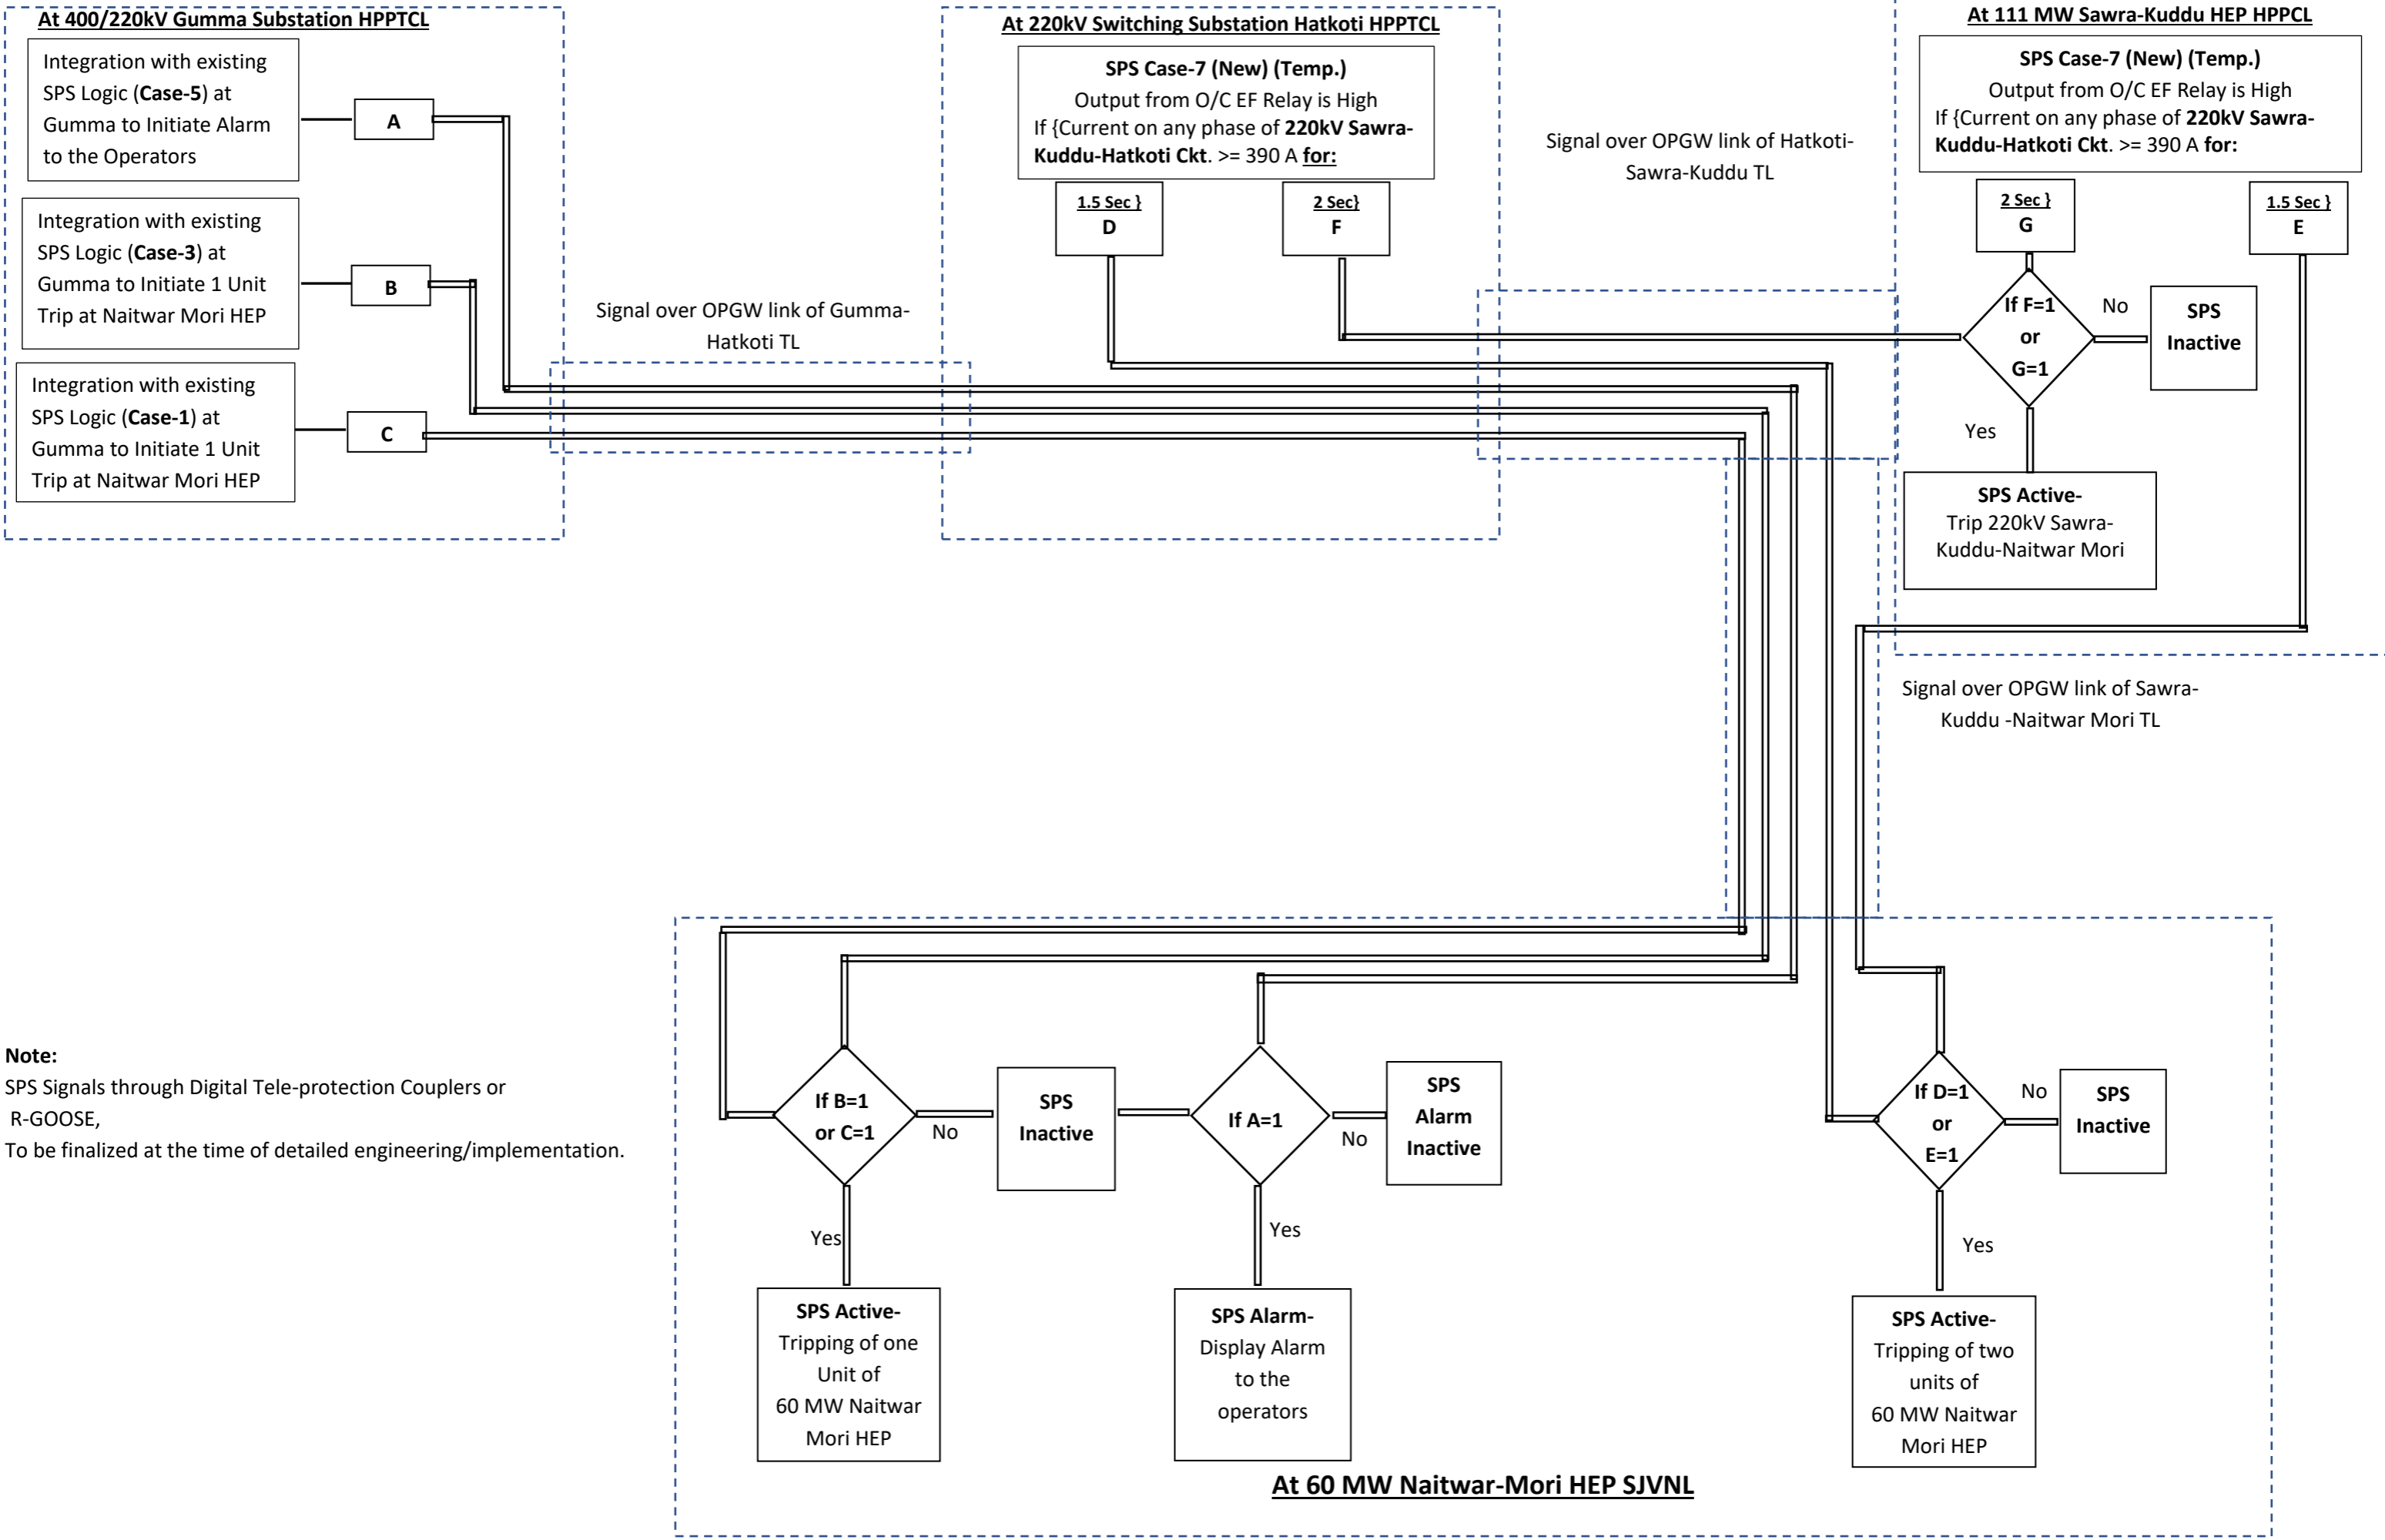 At 400/220kV Gumma Substation HPPTCL
Integration with existing
SPS Logic (Case-5) at
Gumma to Initiate Alarm
to the Operators
A
Integration with existing
SPS Logic (Case-3) at
Gumma to Initiate 1 Unit
Trip at Naitwar Mori HEP
B
Integration with existing
SPS Logic (Case-1) at
Gumma to Initiate 1 Unit
Trip at Naitwar Mori HEP
C
Signal over OPGW link of Gumma-
Hatkoti TL
At 220kV Switching Substation Hatkoti HPPTCL
SPS Case-7 (New) (Temp.)
Output from O/C EF Relay is High
If {Current on any phase of 220kV Sawra-
Kuddu-Hatkoti Ckt. >= 390 A for:
1.5 Sec }
D
2 Sec}
F
Signal over OPGW link of Hatkoti-
Sawra-Kuddu TL
At 111 MW Sawra-Kuddu HEP HPPCL
SPS Case-7 (New) (Temp.)
Output from O/C EF Relay is High
If {Current on any phase of 220kV Sawra-
Kuddu-Hatkoti Ckt. >= 390 A for:
2 Sec }
G
1.5 Sec }
E
If F=1
or
G=1
No
SPS
Inactive
Yes
SPS Active-
Trip 220kV Sawra-
Kuddu-Naitwar Mori
Signal over OPGW link of Sawra-
Kuddu -Naitwar Mori TL
Note:
SPS Signals through Digital Tele-protection Couplers or
R-GOOSE,
To be finalized at the time of detailed engineering/implementation.
If B=1
or C=1
No
SPS
Inactive
Yes
SPS Active-
Tripping of one
Unit of
60 MW Naitwar
Mori HEP
If A=1
No
SPS
Alarm
Inactive
Yes
SPS Alarm-
Display Alarm
to the
operators
If D=1
or
E=1
No
SPS
Inactive
Yes
SPS Active-
Tripping of two
units of
60 MW Naitwar
Mori HEP
At 60 MW Naitwar-Mori HEP SJVNL